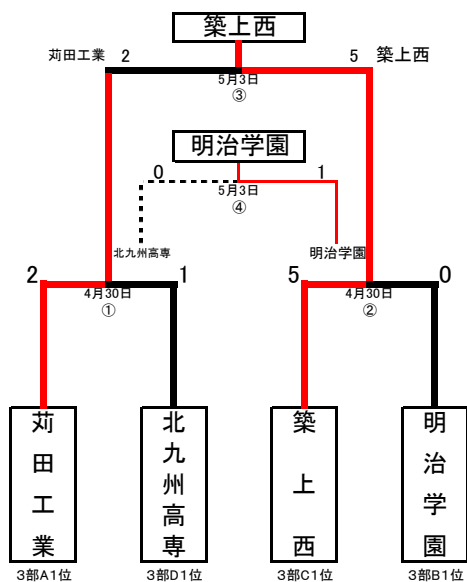 築上西
苅田工業 2 5 築上西
5月3日
③
明治学園
0 1
5月3日
④
北九州高専 明治学園
2 1 5 0
4月30日 4月30日
① ②
苅田工業 北九州高専 築上西 明治学園
3部A1位 3部D1位 3部C1位 3部B1位